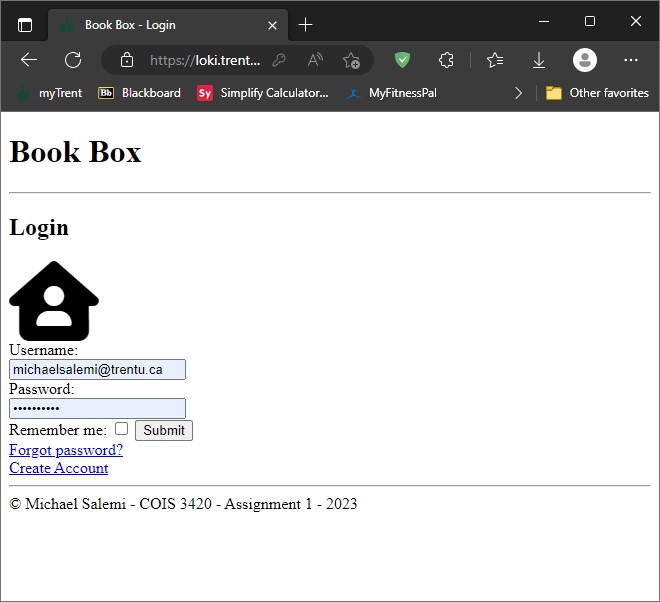 Book Box - Login
https://loki.trent...
myTrent Bb Blackboard Sy Simplify Calculator... MyFitnessPal Other favorites
Book Box
Login
Username:
michaelsalemi@trentu.ca
Password:
••••••••••
Remember me: Submit
Forgot password?
Create Account
© Michael Salemi - COIS 3420 - Assignment 1 - 2023